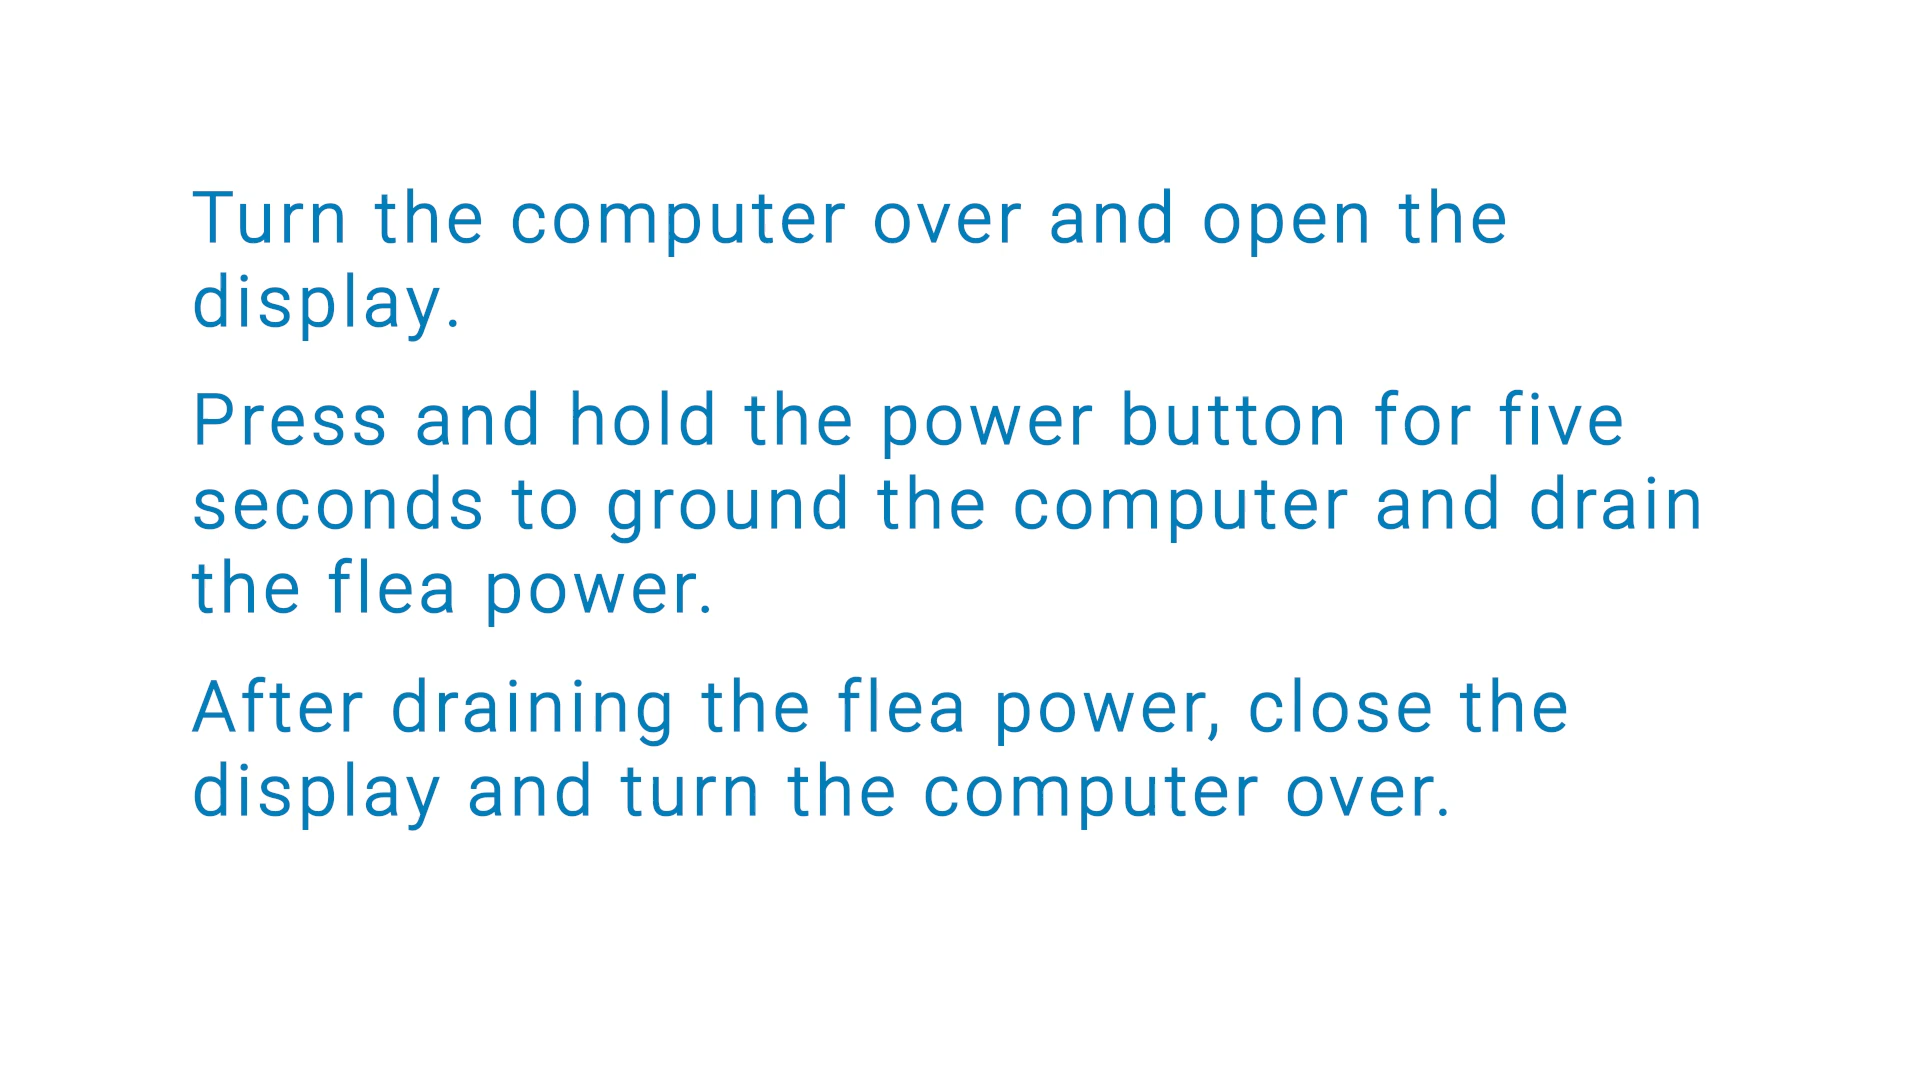 Turn the computer over and open the
display.
Press and hold the power button for five
seconds to ground the computer and drain
the flea power.
After draining the flea power, close the
display and turn the computer over.